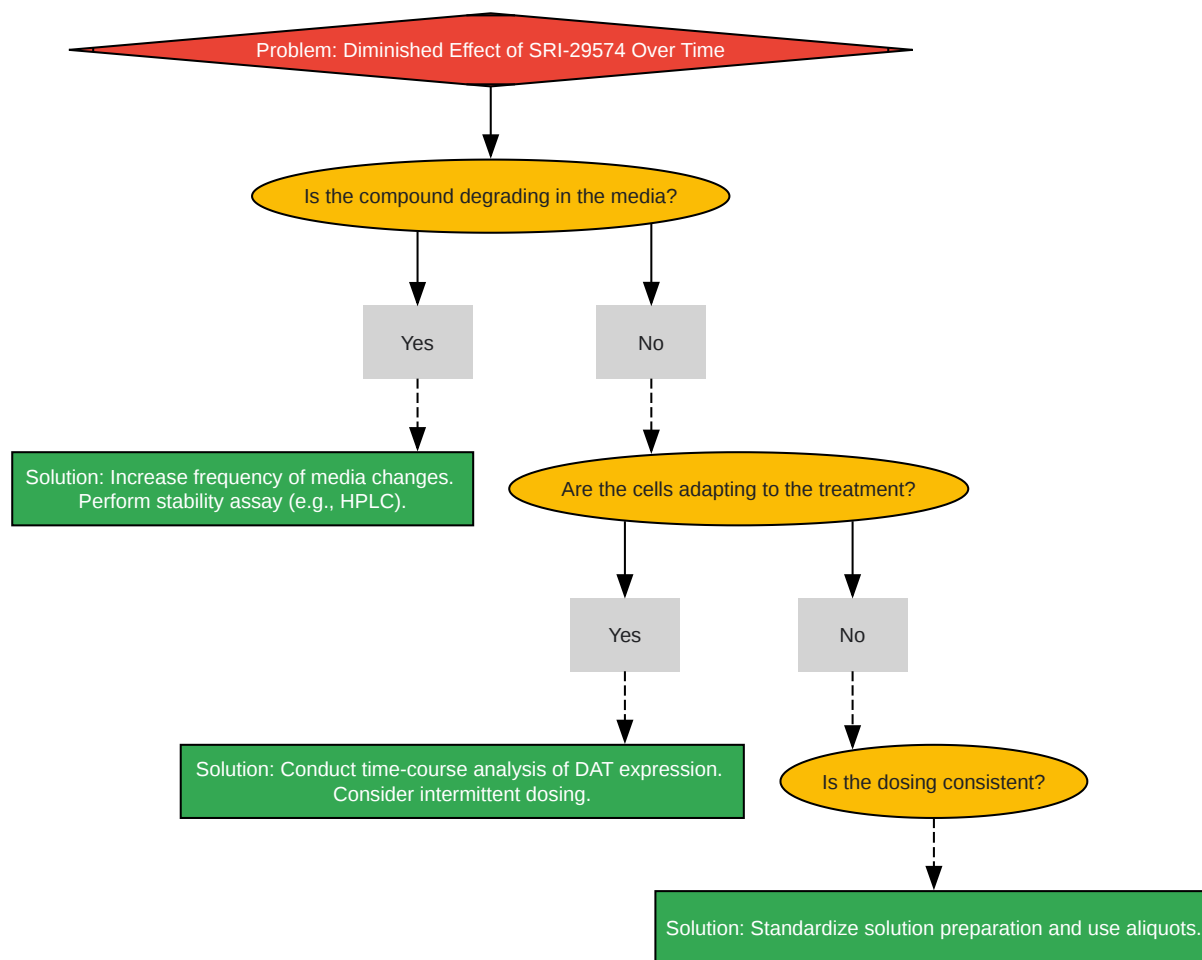 Problem: Diminished Effect of SRI-29574 Over Time
Is the compound degrading in the media?
Yes
No
Solution: Increase frequency of media changes.
Perform stability assay (e.g., HPLC).
Are the cells adapting to the treatment?
Yes
No
Solution: Conduct time-course analysis of DAT expression.
Consider intermittent dosing.
Is the dosing consistent?
Solution: Standardize solution preparation and use aliquots.